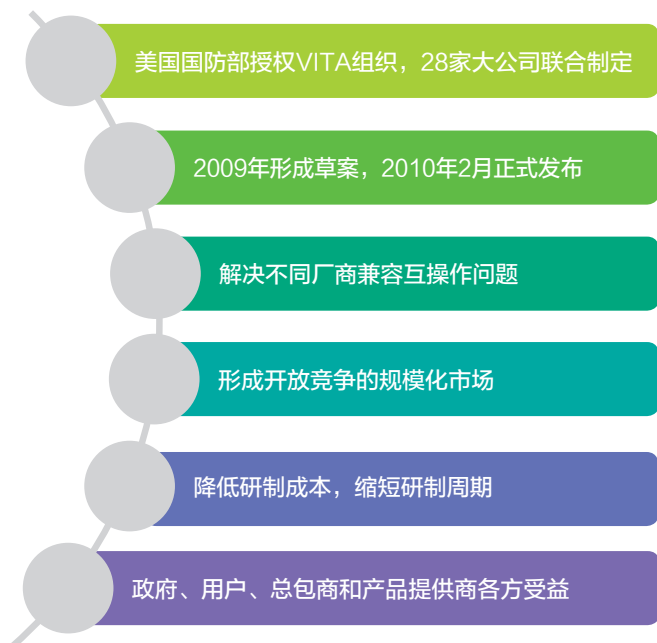 美国国防部授权VITA组织，28家大公司联合制定
2009年形成草案，2010年2月正式发布
解决不同厂商兼容互操作问题
形成开放竞争的规模化市场
降低研制成本，缩短研制周期
政府、用户、总包商和产品提供商各方受益